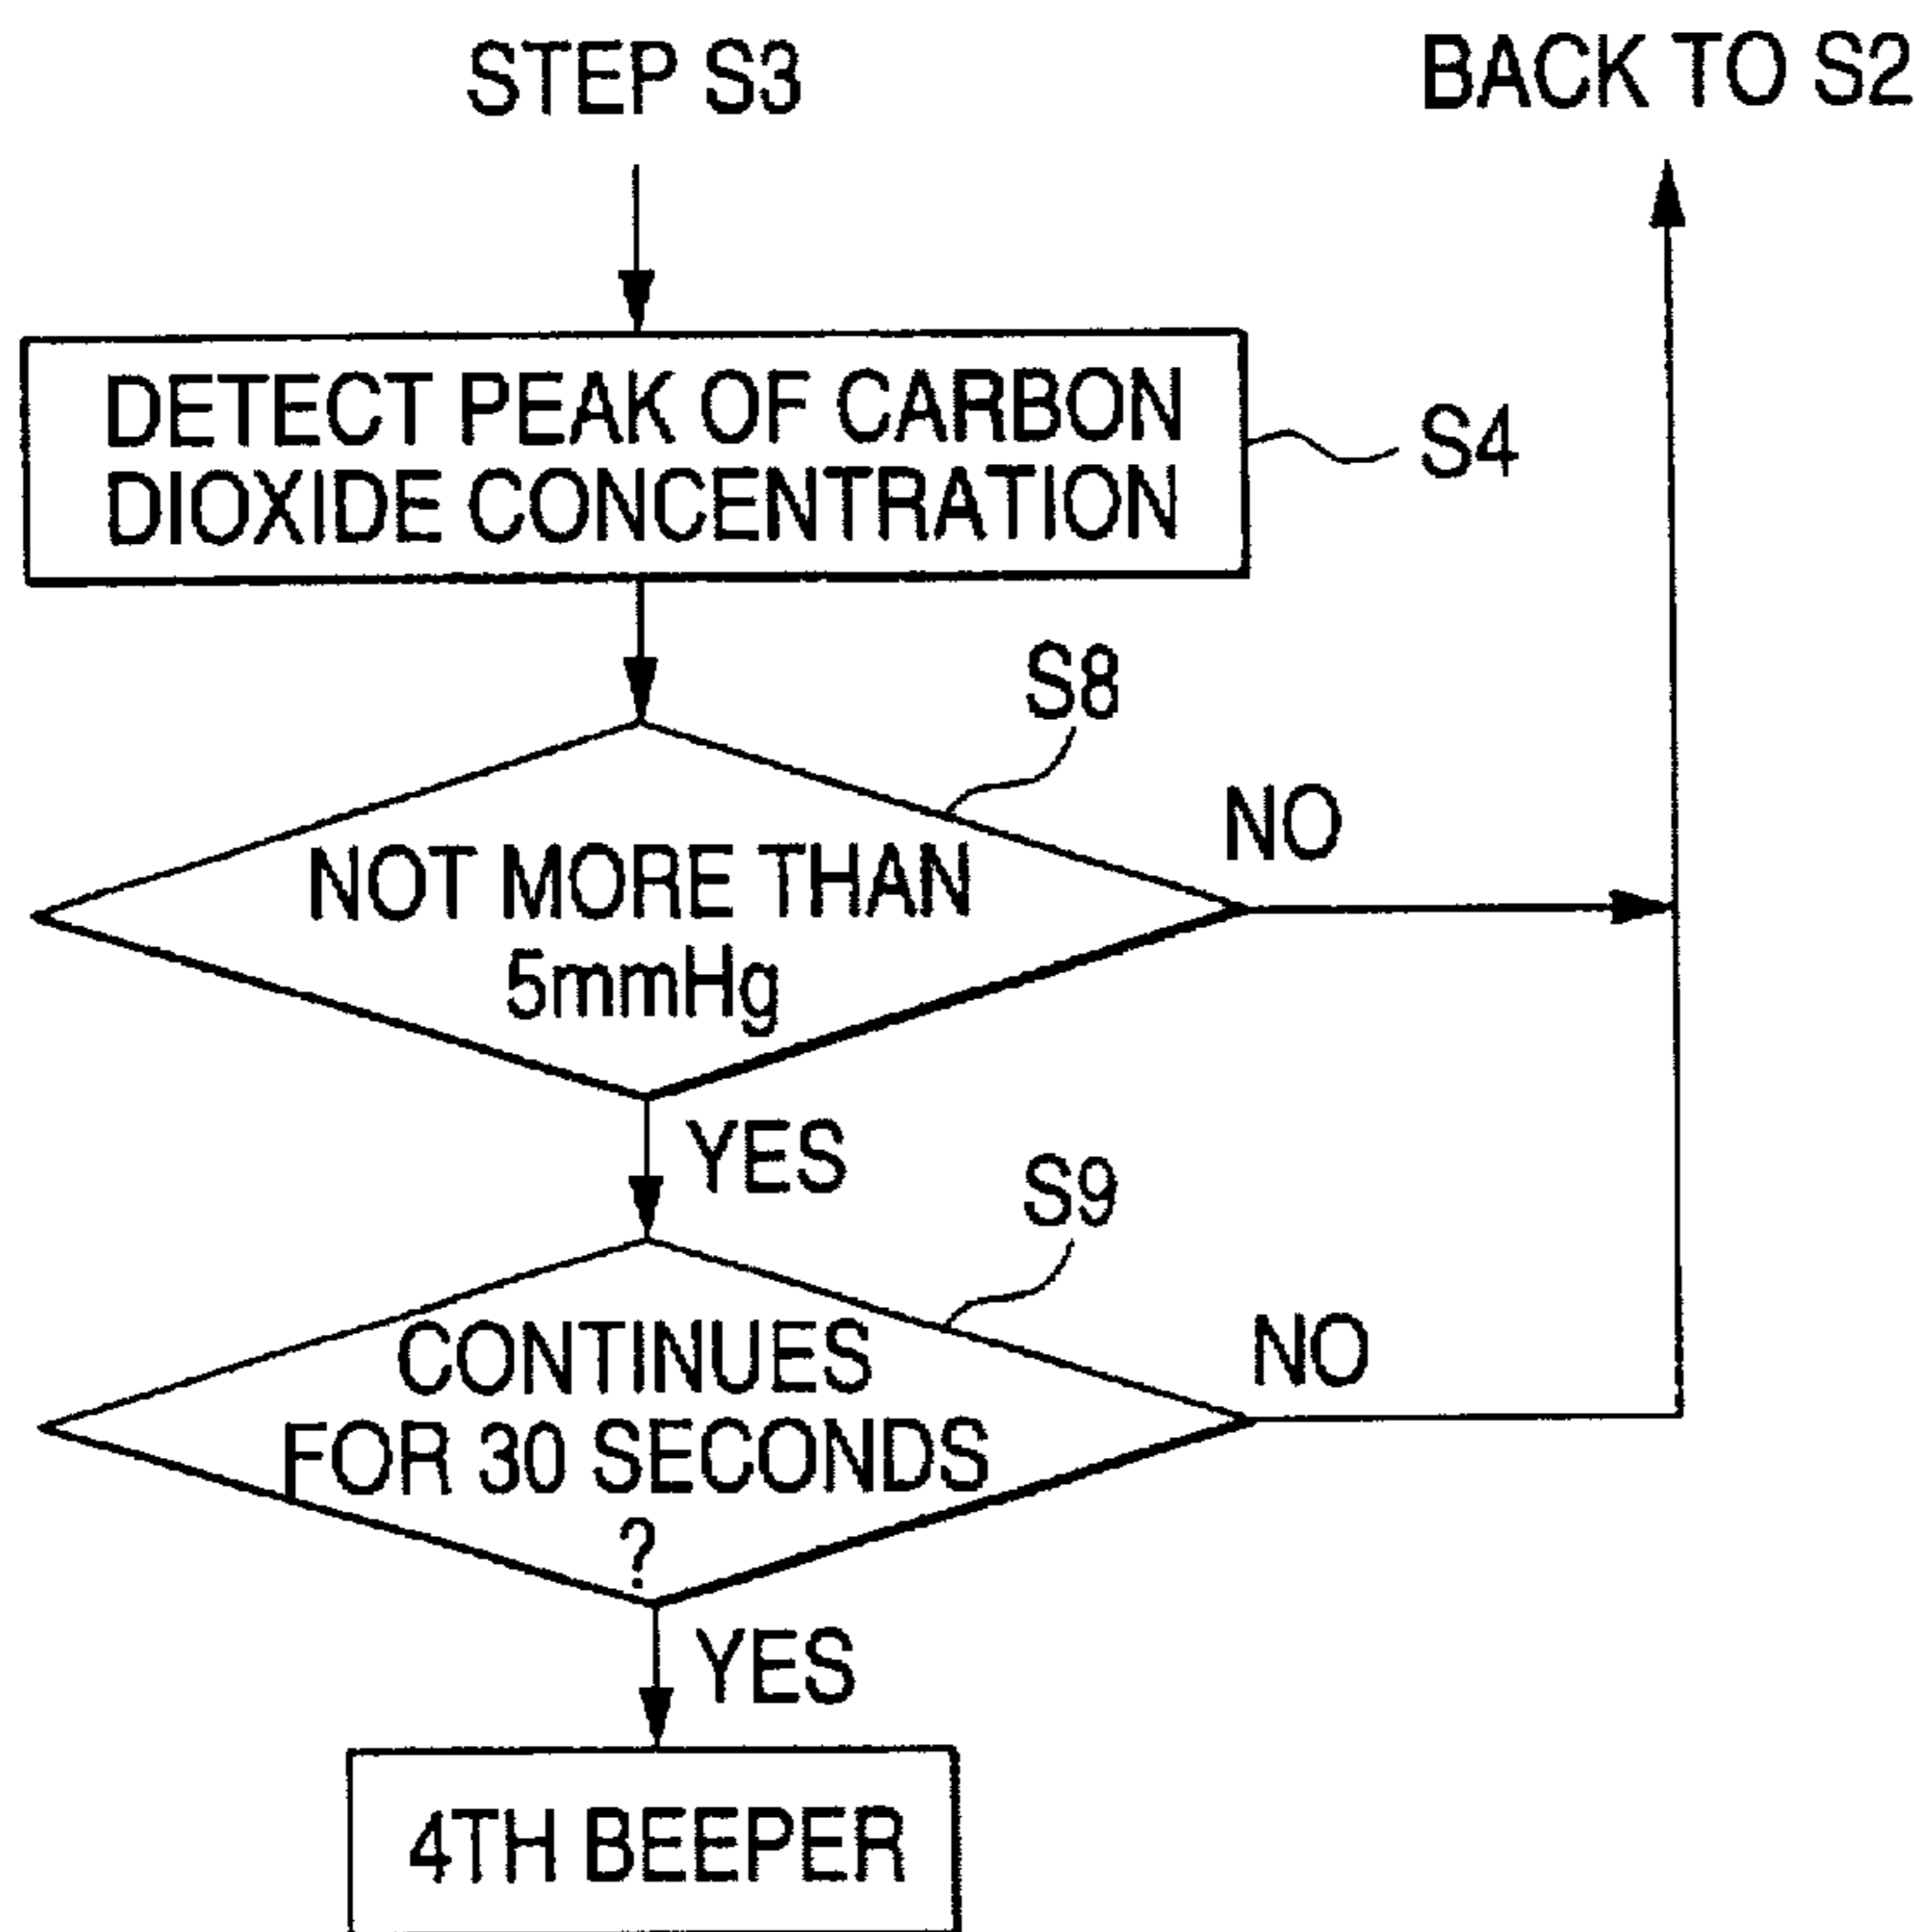 STEP S3
BACK TO S2
DETECT PEAK OF CARBON
DIOXIDE CONCENTRATION
S4
S8
NOT MORE THAN
5mmHg
NO
YES
S9
CONTINUES
FOR 30 SECONDS
?
NO
YES
4TH BEEPER